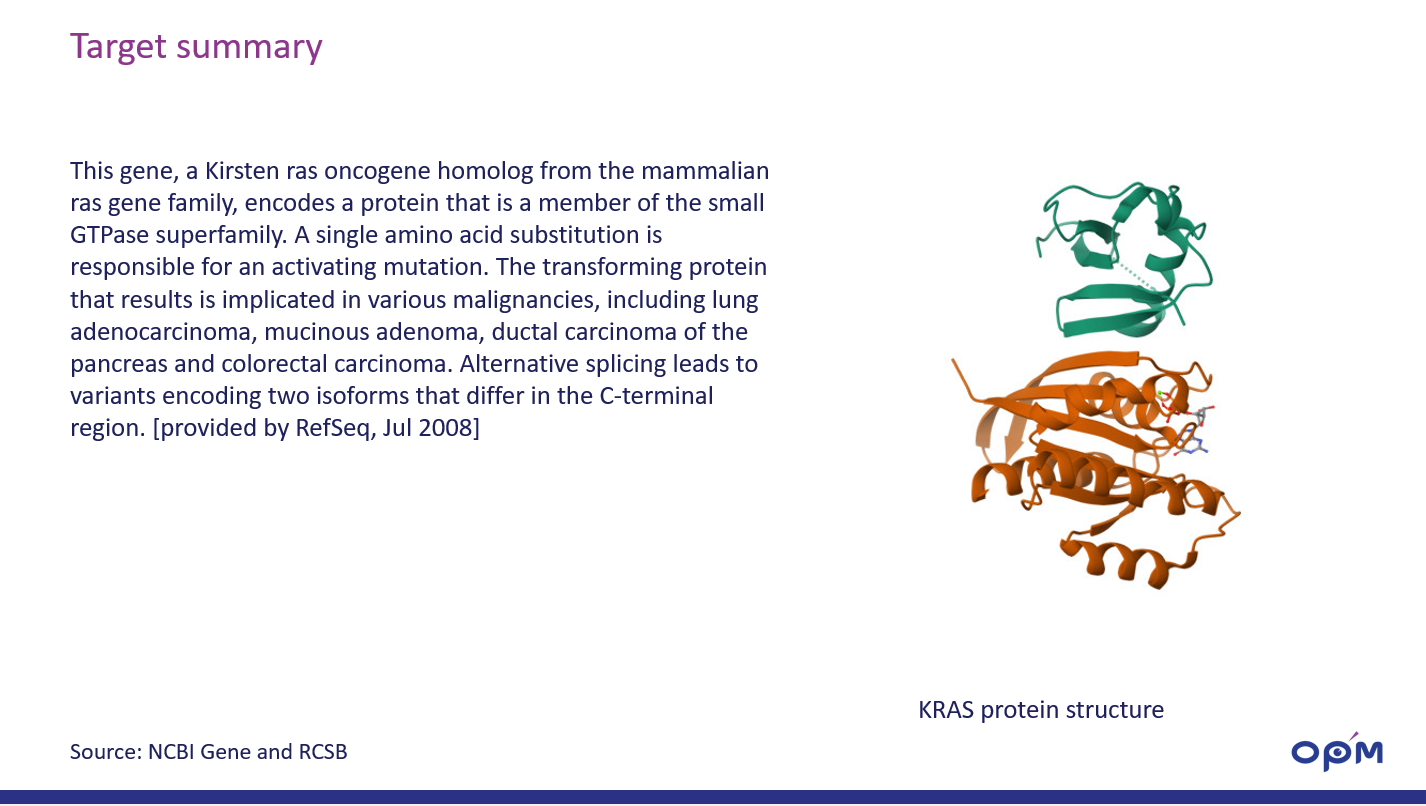 Target summary
This gene, a Kirsten ras oncogene homolog from the mammalian
ras gene family, encodes a protein that is a member of the small
GTPase superfamily. A single amino acid substitution is
responsible for an activating mutation. The transforming protein
that results is implicated in various malignancies, including lung
adenocarcinoma, mucinous adenoma, ductal carcinoma of the
pancreas and colorectal carcinoma. Alternative splicing leads to
variants encoding two isoforms that differ in the C-terminal
region. [provided by RefSeq, Jul 2008]
KRAS protein structure
Source: NCBI Gene and RCSB
OPM